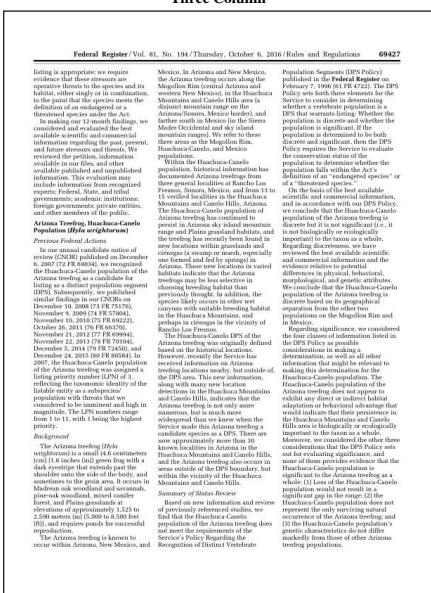 Three Column
Federal Register / Vol. 81, No. 194 / Thursday, October 6, 2016 / Rules and Regulations 69427
listing is appropriate; we require
evidence that these stressors are
operative threats to the species and its
habitat, either singly or in combination,
to the point that the species meets the
definition of an endangered or a
threatened species under the Act.
In making our 12-month findings, we
considered and evaluated the best
available scientific and commercial
information regarding the past, present,
and future stressors and threats. We
reviewed the petition, information
available in our files, and other
available published and unpublished
information. This evaluation may
include information from recognized
experts; Federal, State, and tribal
governments; academic institutions;
foreign governments; private entities,
and other members of the public.
Arizona Treefrog, Huachuca-Canelo
Population (Hyla wrightorum)
Previous Federal Actions
In our annual candidate notice of
review (CNOR) published on December
6, 2007 (72 FR 69034), we recognized
the Huachuca-Canelo population of the
Arizona treefrog as a candidate for
listing as a distinct population segment
(DPS). Subsequently, we published
similar findings in our CNORs on
December 10, 2008 (73 FR 75176),
November 9, 2009 (74 FR 57804),
November 10, 2010 (75 FR 69222),
October 26, 2011 (76 FR 66370),
November 21, 2012 (77 FR 69994),
November 22, 2013 (78 FR 70104),
December 5, 2014 (79 FR 72450), and
December 24, 2015 (80 FR 80584). In
2007, the Huachuca-Canelo population
of the Arizona treefrog was assigned a
listing priority number (LPN) of 3,
reflecting the taxonomic identity of the
listable entity as a subspecies/
population with threats that we
considered to be imminent and high in
magnitude. The LPN numbers range
from 1 to 11, with 1 being the highest
priority.
Background
The Arizona treefrog (Hyla
wrightorum) is a small (4.6 centimeters
(cm) (1.8 inches (in)) green frog with a
dark eyestripe that extends past the
shoulder onto the side of the body, and
sometimes to the groin area. It occurs in
Madrean oak woodland and savannah,
pine-oak woodland, mixed conifer
forest, and Plains grasslands at
elevations of approximately 1,525 to
2,590 meters (m) (5,000 to 8,500 feet
(ft)), and requires ponds for successful
reproduction.
The Arizona treefrog is known to
occur within Arizona, New Mexico, and
Mexico. In Arizona and New Mexico,
the Arizona treefrog occurs along the
Mogollon Rim (central Arizona and
western New Mexico), in the Huachuca
Mountains and Canelo Hills area (a
disjunct mountain range on the
Arizona/Sonora, Mexico border), and
further south in Mexico (in the Sierra
Madre Occidental and sky island
mountain ranges). We refer to these
three areas as the Mogollon Rim,
Huachuca-Canelo, and Mexico
populations.
Within the Huachuca-Canelo
population, historical information has
documented Arizona treefrogs from
three general localities at Rancho Los
Fresnos, Sonora, Mexico, and from 13 to
15 verified localities in the Huachuca
Mountains and Canelo Hills, Arizona.
The Huachuca-Canelo population of
Arizona treefrog has continued to
persist in Arizona sky island mountain
range and Plains grassland habitats, and
the treefrog has recently been found in
new locations within grasslands and
ciénegas (a swamp or marsh, especially
one formed and fed by springs) in
Arizona. These new locations in varied
habitats indicate that the Arizona
treefrogs may be less selective in
choosing breeding habitat than
previously thought. In addition, the
species likely occurs in other wet
canyons with suitable breeding habitat
in the Huachuca Mountains, and
perhaps in ciénegas in the vicinity of
Rancho Los Fresnos.
The Huachuca-Canelo DPS of the
Arizona treefrog was originally defined
based on the historical locations.
However, recently the Service has
received information on Arizona
treefrog locations nearby, but outside of,
the DPS area. This new information,
along with many new location
detections in the Huachuca Mountains
and Canelo Hills, indicates that the
Arizona treefrog is not only more
numerous, but is much more
widespread than we knew when the
Service made this Arizona treefrog a
candidate species as a DPS. There are
now approximately more than 30
known localities in Arizona in the
Huachuca Mountains and Canelo Hills,
and the Arizona treefrog also occurs in
areas outside of the DPS boundary, but
within the vicinity of the Huachuca
Mountains and Canelo Hills.
Summary of Status Review
Based on new information and review
of previously referenced studies, we
find that the Huachuca-Canelo
population of the Arizona treefrog does
not meet the requirements of the
Service's Policy Regarding the
Recognition of Distinct Vertebrate
Population Segments (DPS Policy)
published in the Federal Register on
February 7, 1996 (61 FR 4722). The DPS
Policy sets forth three elements for the
Service to consider in determining
whether a vertebrate population is a
DPS that warrants listing: Whether the
population is discrete and whether the
population is significant. If the
population is determined to be both
discrete and significant, then the DPS
Policy requires the Service to evaluate
the conservation status of the
population to determine whether the
population falls within the Act's
definition of an "endangered species" or
of a "threatened species."
On the basis of the best available
scientific and commercial information,
and in accordance with our DPS Policy,
we conclude that the Huachuca-Canelo
population of the Arizona treefrog is
discrete but it is not significant (i.e., it
is not biologically or ecologically
important) to the taxon as a whole.
Regarding discreteness, we have
reviewed the best available scientific
and commercial information and the
evidence relative to potential
differences in physical, behavioral,
morphological, and genetic attributes.
We conclude that the Huachuca-Canelo
population of the Arizona treefrog is
discrete based on its geographical
separation from the other two
populations on the Mogollon Rim and
in Mexico.
Regarding significance, we considered
the four classes of information listed in
the DPS Policy as possible
considerations in making a
determination, as well as all other
information that might be relevant to
making this determination for the
Huachuca-Canelo population. The
Huachuca-Canelo population of the
Arizona treefrog does not appear to
exhibit any direct or indirect habitat
adaptation or behavioral advantage that
would indicate that their persistence in
the Huachuca Mountains and Canelo
Hills area is biologically or ecologically
important to the taxon as a whole.
Moreover, we considered the other three
considerations that the DPS Policy sets
out for evaluating significance, and
none of them provides evidence that the
Huachuca-Canelo population is
significant to the Arizona treefrog as a
whole: (1) Loss of the Huachuca-Canelo
population would not result in a
significant gap in the range; (2) the
Huachuca-Canelo population does not
represent the only surviving natural
occurrence of the Arizona treefrog; and
(3) the Huachuca-Canelo population's
genetic characteristics do not differ
markedly from those of other Arizona
treefrog populations.